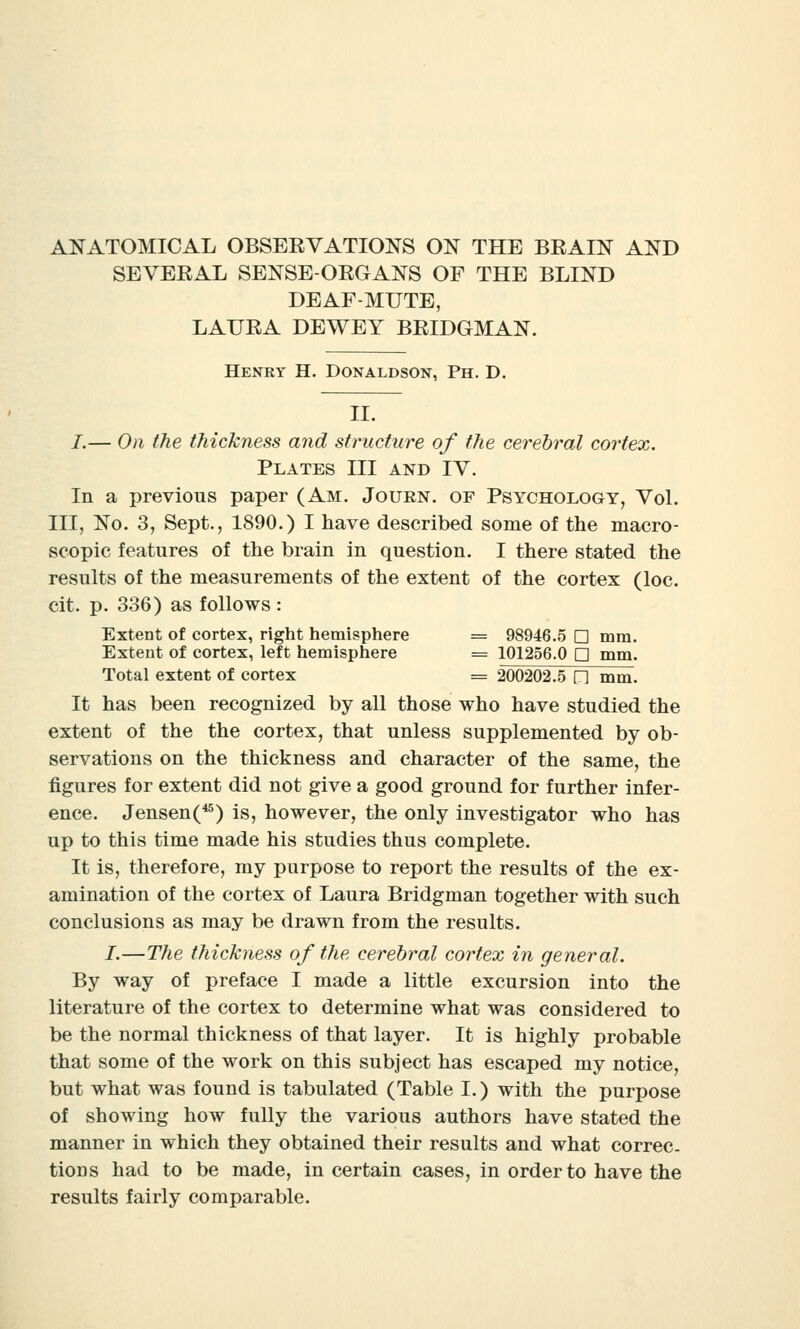 ANATOMICAL OBSERVATIONS ON THE BRAIN AND
SEVERAL SENSE-ORGANS OF THE BLIND
DEAF-MUTE,
LAURA DEWEY BRIDGMAN.
HENRY H. DONALDSON, PH. D.
II.
I.— On the thickness and structure of the cerebral cortex.
PLATES III AND IV.
In a previous paper (AM. JOURN. OF PSYCHOLOGY, Vol.
III, No. 3, Sept., 1890.) I have described some of the macro-
scopic features of the brain in question. I there stated the
results of the measurements of the extent of the cortex (loc.
cit. p. 336) as follows :
Extent of cortex, right hemisphere = 98946.5 □ mm.
Extent of cortex, left hemisphere = 101256.0 □ mm.
Total extent of cortex = 200202.5 □ mm.
It has been recognized by all those who have studied the
extent of the the cortex, that unless supplemented by ob-
servations on the thickness and character of the same, the
figures for extent did not give a good ground for further infer-
ence. Jensen(⁴⁵) is, however, the only investigator who has
up to this time made his studies thus complete.
It is, therefore, my purpose to report the results of the ex-
amination of the cortex of Laura Bridgman together with such
conclusions as may be drawn from the results.
I.—The thickness of the cerebral cortex in general.
By way of preface I made a little excursion into the
literature of the cortex to determine what was considered to
be the normal thickness of that layer. It is highly probable
that some of the work on this subject has escaped my notice,
but what was found is tabulated (Table I.) with the purpose
of showing how fully the various authors have stated the
manner in which they obtained their results and what correc-
tions had to be made, in certain cases, in order to have the
results fairly comparable.